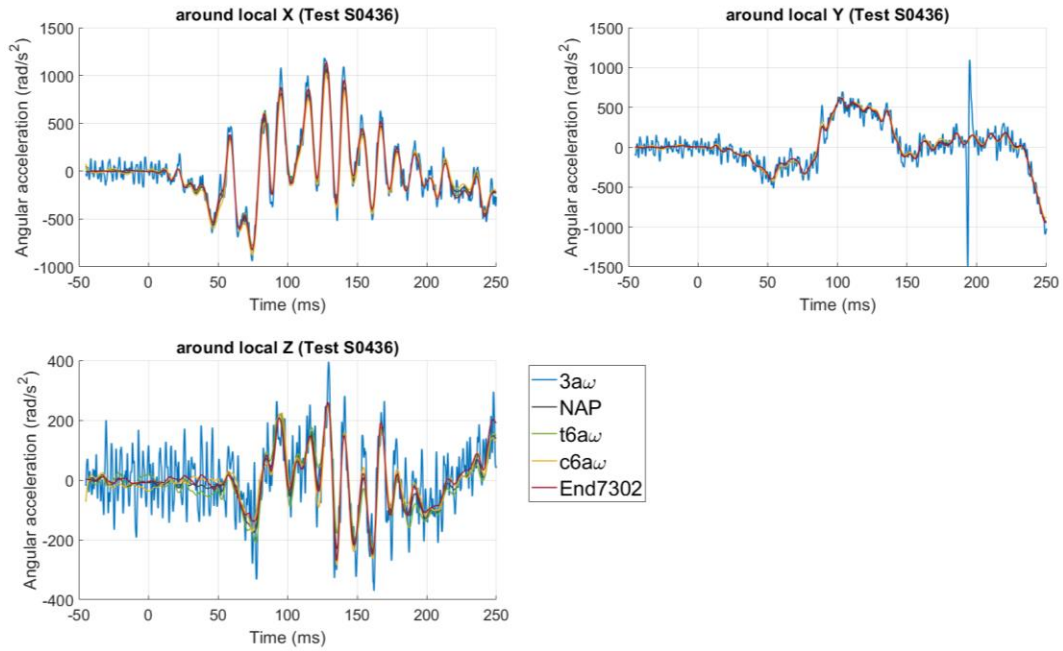 around local X (Test S0436)
1500
1000
500
0
-500
-1000
Angular acceleration (rad/s²)
-50 0 50 100 150 200 250
Time (ms)
around local Y (Test S0436)
1500
1000
500
0
-500
-1000
-1500
Angular acceleration (rad/s²)
-50 0 50 100 150 200 250
Time (ms)
around local Z (Test S0436)
400
200
0
-200
-400
Angular acceleration (rad/s²)
-50 0 50 100 150 200 250
Time (ms)
3aω
NAP
t6aω
c6aω
End7302